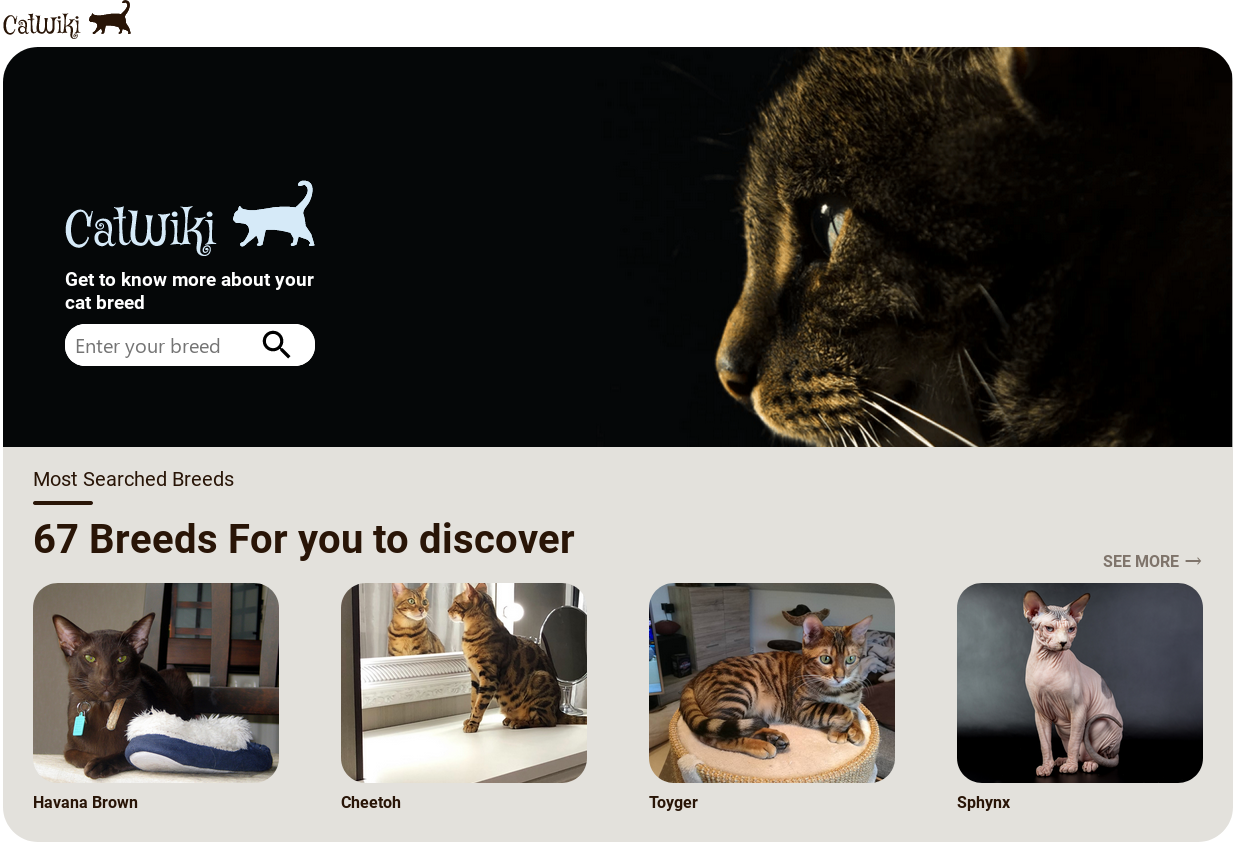 CatWiki
CatWiki
Get to know more about your
cat breed
Enter your breed
Most Searched Breeds
67 Breeds For you to discover
SEE MORE →
Havana Brown
Cheetoh
Toyger
Sphynx